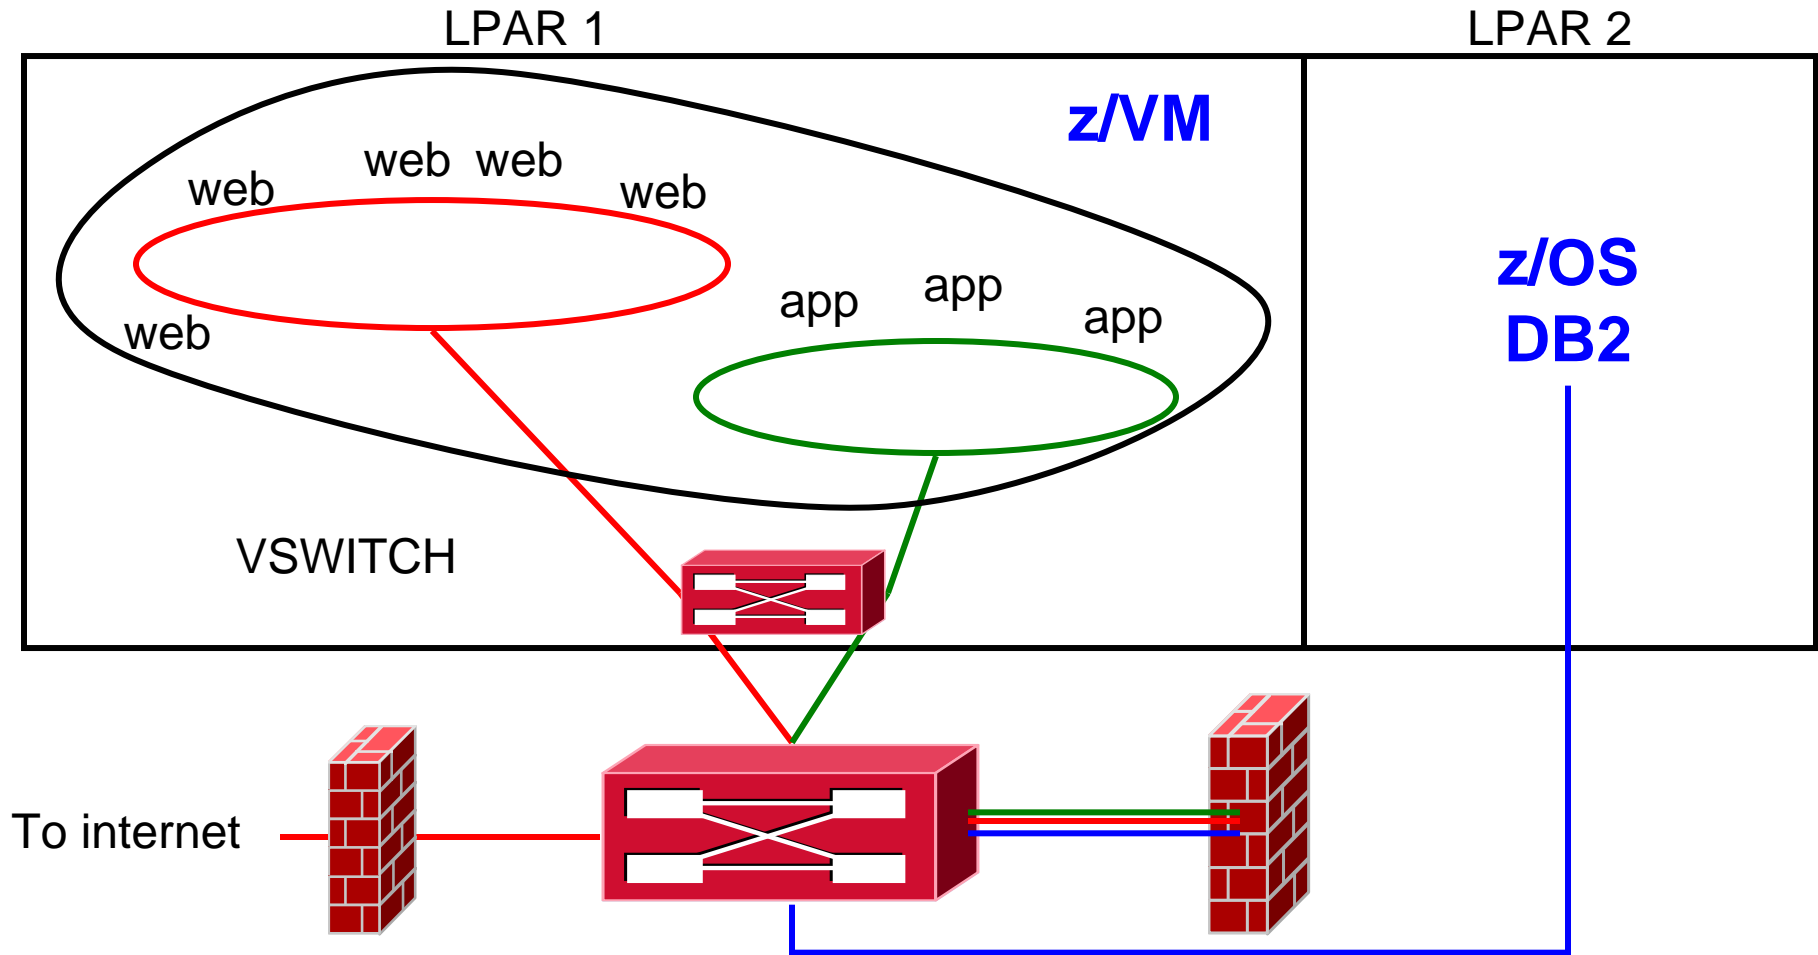 LPAR 1
LPAR 2
z/VM
web web web web
web
app app app
z/OS
DB2
VSWITCH
To internet